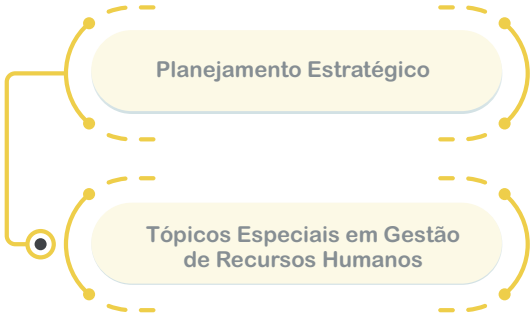 Planejamento Estratégico
Tópicos Especiais em Gestão
de Recursos Humanos